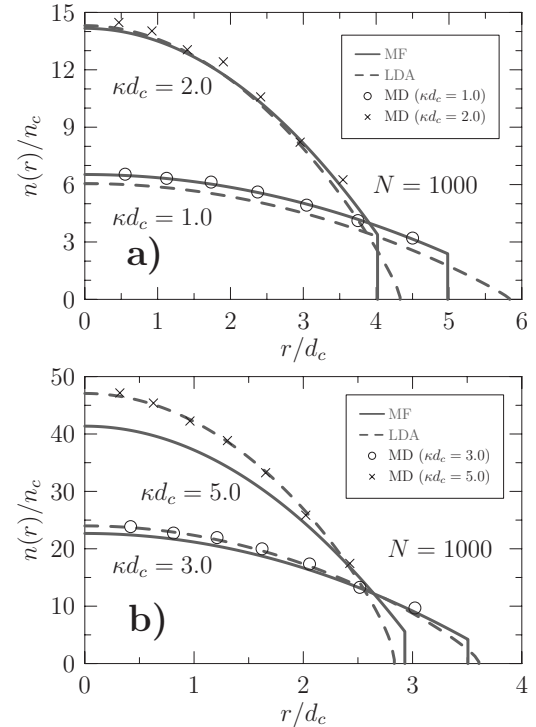 15
12
9
6
3
0
n(r)/n_c
κd_c = 2.0
κd_c = 1.0
a)
MF
LDA
MD (κd_c = 1.0)
MD (κd_c = 2.0)
N = 1000
0 1 2 3 4 5 6
r/d_c
50
40
30
20
10
0
n(r)/n_c
κd_c = 5.0
κd_c = 3.0
b)
MF
LDA
MD (κd_c = 3.0)
MD (κd_c = 5.0)
N = 1000
0 1 2 3 4
r/d_c